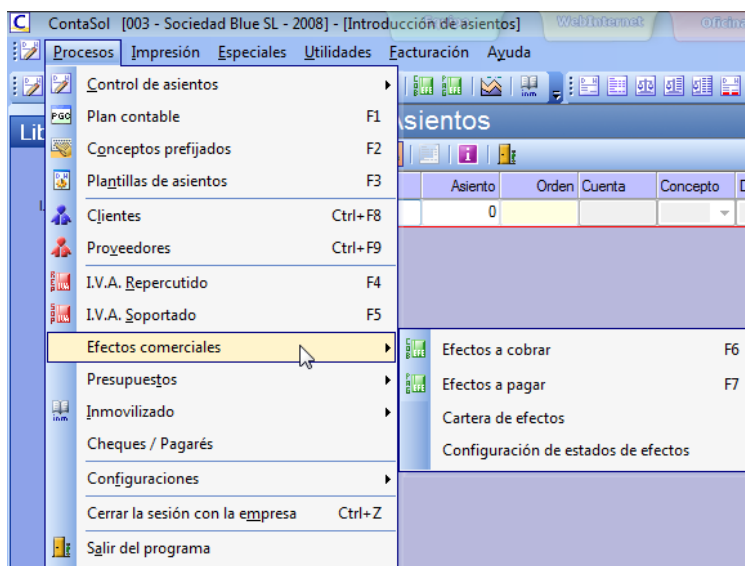 ContaSol [003 - Sociedad Blue SL - 2008] - [Introducción de asientos]
WebInternet
Procesos Impresión Especiales Utilidades Facturación Ayuda
Control de asientos
Plan contable F1
Asientos
Conceptos prefijados F2
Plantillas de asientos F3
Asiento Orden Cuenta Concepto
0
Clientes Ctrl+F8
Proveedores Ctrl+F9
I.V.A. Repercutido F4
I.V.A. Soportado F5
Efectos comerciales
Efectos a cobrar F6
Presupuestos
Efectos a pagar F7
Inmovilizado
Cartera de efectos
Cheques / Pagarés
Configuración de estados de efectos
Configuraciones
Cerrar la sesión con la empresa Ctrl+Z
Salir del programa